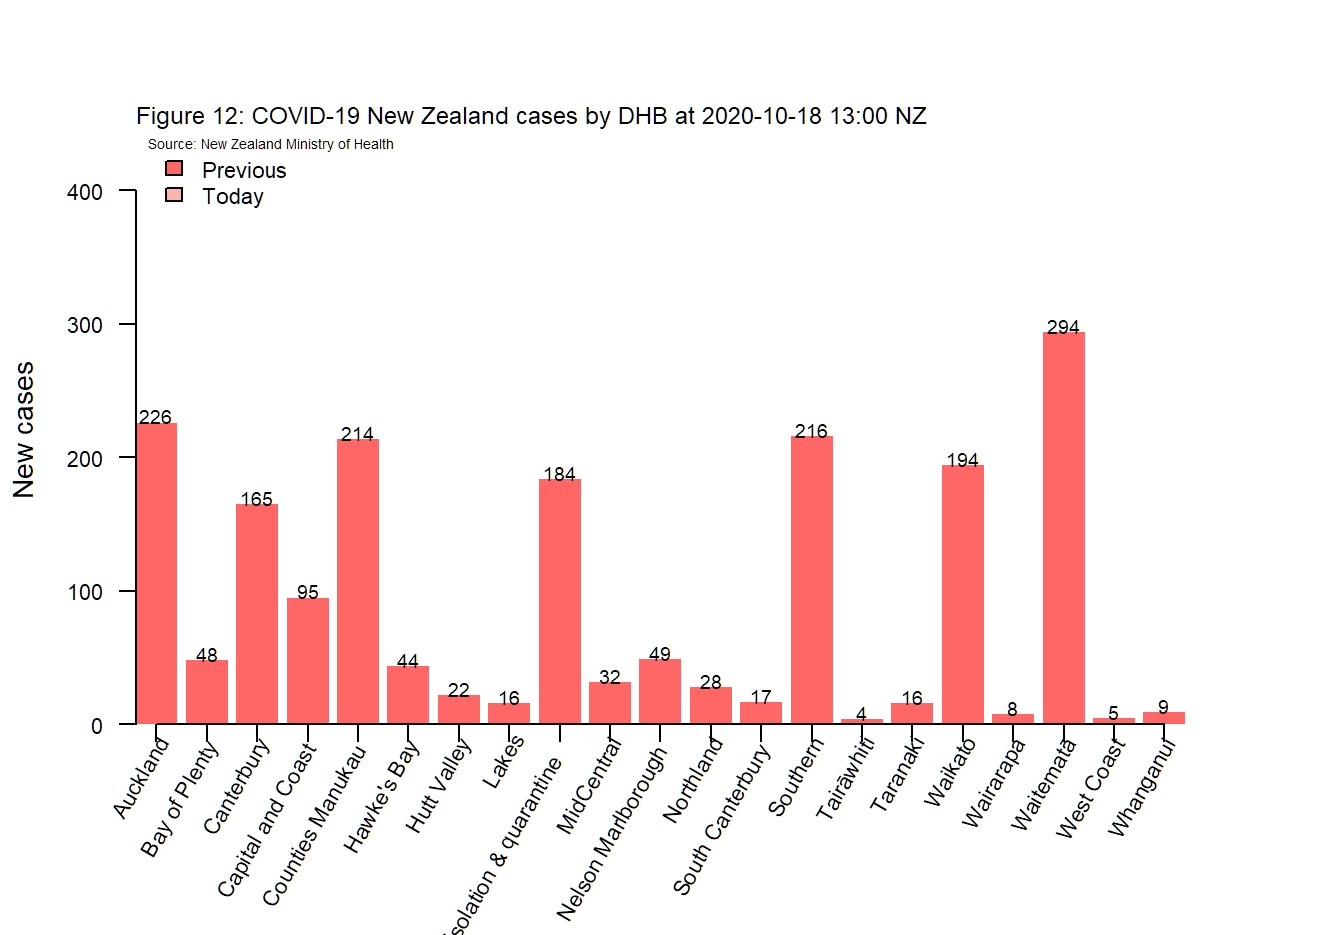 Figure 12: COVID-19 New Zealand cases by DHB at 2020-10-18 13:00 NZ
Source: New Zealand Ministry of Health
Previous
Today
400
300
200
100
0
New cases
226
48
165
95
214
44
22
16
184
32
49
28
17
216
4
16
194
8
294
5
9
Auckland
Bay of Plenty
Canterbury
Capital and Coast
Counties Manukau
Hawke's Bay
Hutt Valley
Lakes
solation & quarantine
MidCentral
Nelson Marlborough
Northland
South Canterbury
Southern
Tairāwhiti
Taranaki
Waikato
Wairarapa
Waitematā
West Coast
Whanganui